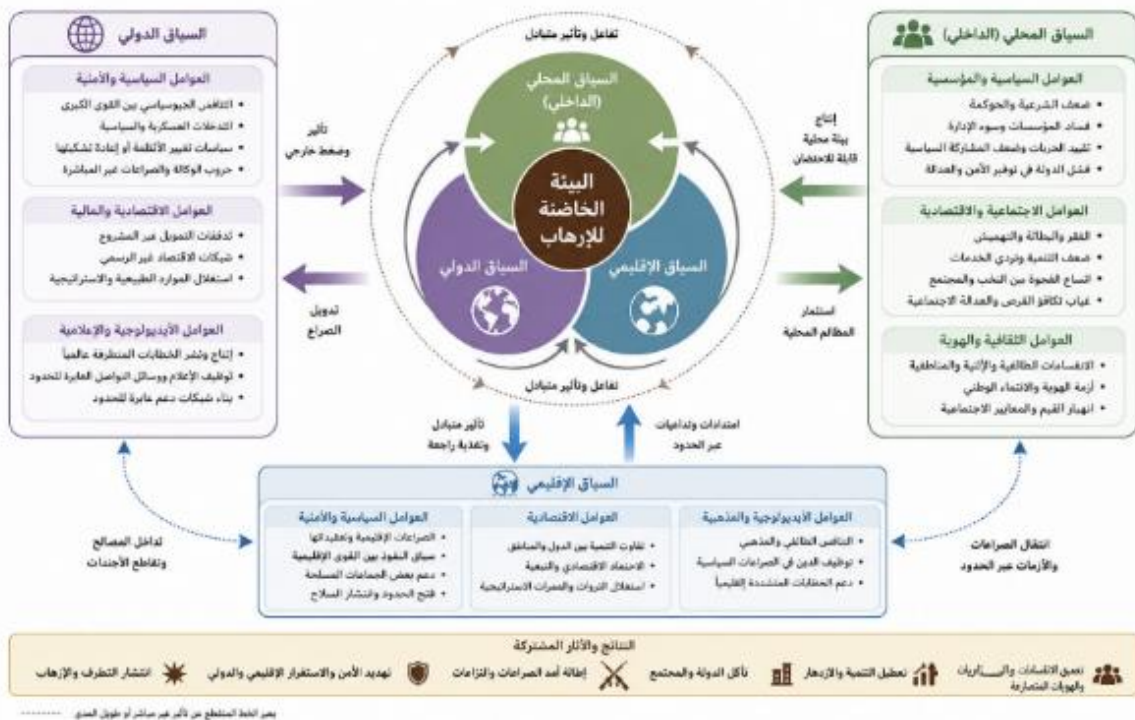 السياق المحلي (الداخلي)
العوامل السياسية والمؤسسية
ضعف الشرعية والحوكمة
فساد المؤسسات وسوء الإدارة
تقييد الحريات وضعف المشاركة السياسية
فشل الدولة في توفير الأمن والعدالة
العوامل الاجتماعية والاقتصادية
الفقر والبطالة والتهميش
ضعف التنمية وتردي الخدمات
اتساع الفجوة بين النخب والمجتمع
غياب تكافؤ الفرص والعدالة الاجتماعية
العوامل الثقافية والهوية
الانقسامات الطائفية والإثنية والمناطقية
أزمة الهوية والانتماء الوطني
انهيار القيم والمعايير الاجتماعية
إنتاج
بيئة محلية
قابلة للاحتضان
استثمار
المظالم المحلية
تفاعل وتأثير متبادل
السياق المحلي
(الداخلي)
البيئة
الخاضنة
للإرهاب
السياق الإقليمي
السياق الدولي
تفاعل وتأثير متبادل
تأثير
وضغط خارجي
تدويل
الصراع
السياق الدولي
العوامل السياسية والأمنية
التنافس الجيوسياسي بين القوى الكبرى
التدخلات العسكرية والسياسية
سياسات تغيير الأنظمة أو إعادة تشكيلها
حروب الوكالة والصراعات غير المباشرة
العوامل الاقتصادية والمالية
تدفقات التمويل غير المشروع
شبكات الاقتصاد غير الرسمي
استغلال الموارد الطبيعية والاستراتيجية
العوامل الأيديولوجية والإعلامية
إنتاج ونشر الخطابات المتطرفة عالمياً
توظيف الأعلام ووسائل التواصل العابرة للحدود
بناء شبكات دعم عابرة للحدود
امتدادات وتداعيات
عبر الحدود
تأثير متبادل
وتغذية راجعة
السياق الإقليمي
العوامل الأيديولوجية والمذهبية
التنافس الطائفي والمذهبي
توظيف الدين في الصراعات السياسية
دعم الخطابات المتشددة إقليمياً
العوامل الاقتصادية
تفاوت التنمية بين الدول والمناطق
الاعتماد الاقتصادي والتبعية
استغلال الثروات والممرات الاستراتيجية
العوامل السياسية والأمنية
الصراعات الإقليمية وتعقيداتها
سباق النفوذ بين القوى الإقليمية
دعم بعض الجماعات المسلحة
فتح الحدود وانتشار السلاح
انتقال الصراعات
والأزمات عبر الحدود
تداخل المصالح
وتقاطع الأجندات
النتائج والآثار المشتركة
تعميق الانقسامات
والهويات المتصارعة
تعطيل التنمية والازدهار
تآكل الدولة والمجتمع
إطالة أمد الصراعات والنزاعات
تهديد الأمن والاستقرار الإقليمي والدولي
انتشار التطرف والإرهاب
الخط المتقطع عن تأثير غير مباشر أو طويل المدى